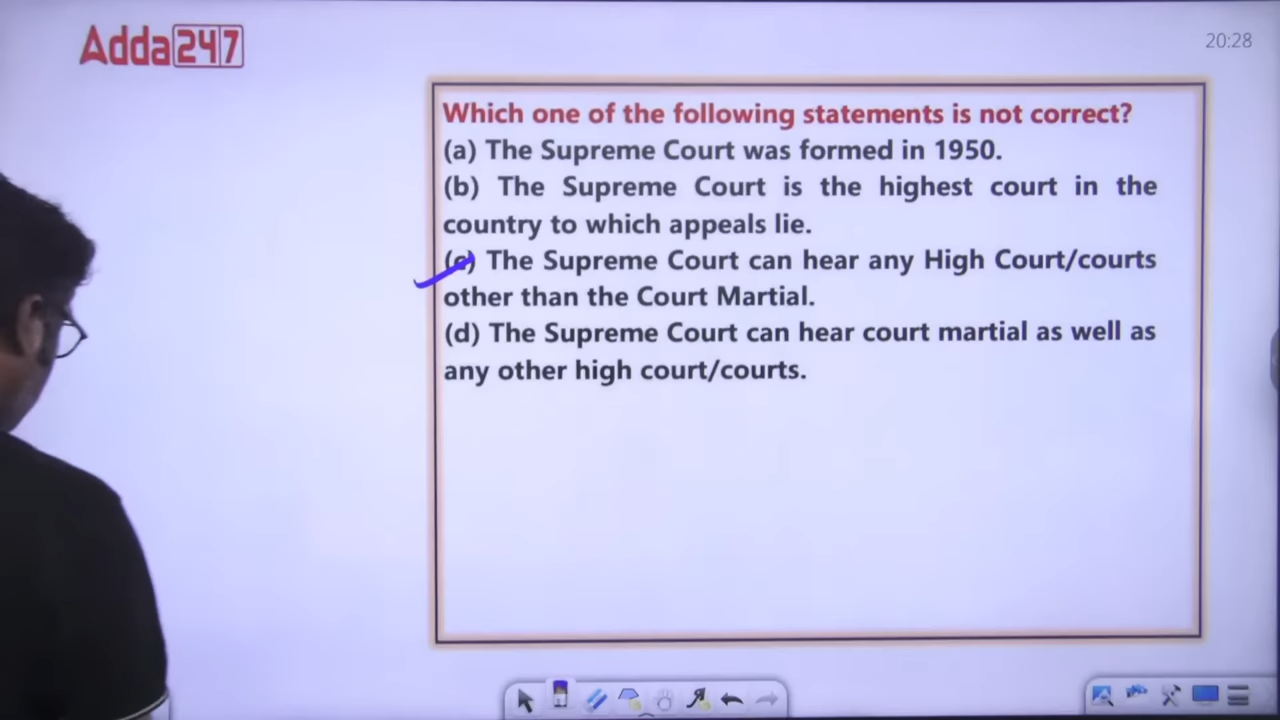 Adda247
20:28
Which one of the following statements is not correct?
(a) The Supreme Court was formed in 1950.
(b) The Supreme Court is the highest court in the
country to which appeals lie.
(c) The Supreme Court can hear any High Court/courts
other than the Court Martial.
(d) The Supreme Court can hear court martial as well as
any other high court/courts.